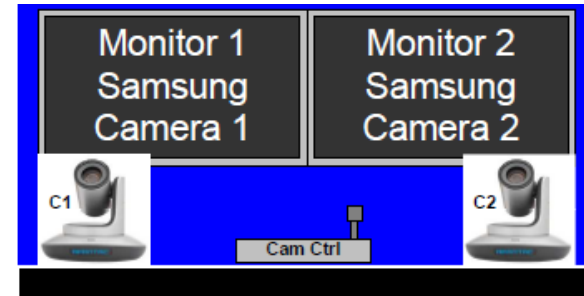 Monitor 1
Samsung
Camera 1
Monitor 2
Samsung
Camera 2
C1
C2
Cam Ctrl